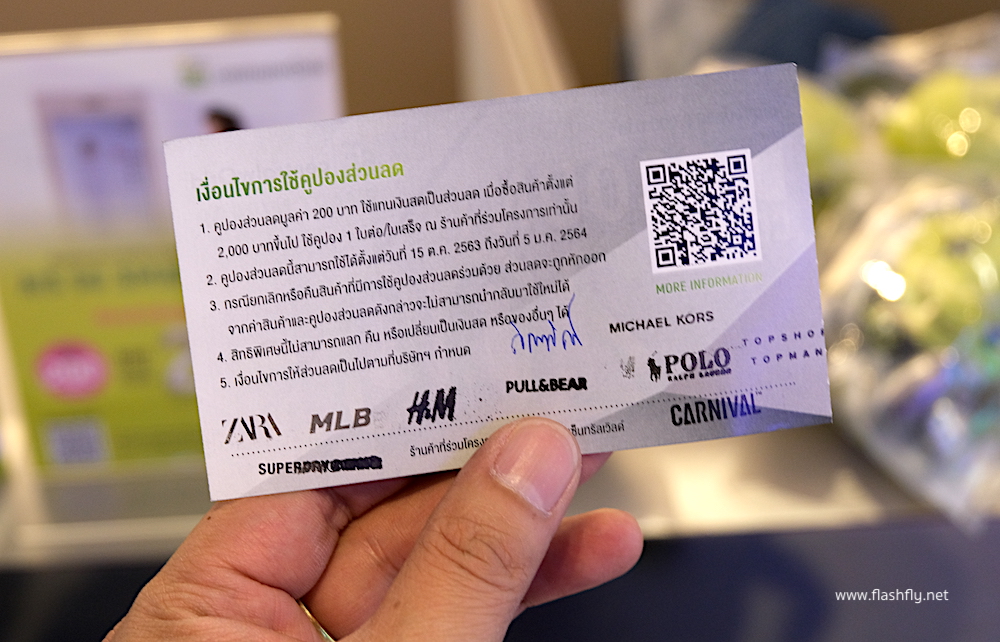 เงื่อนไขการใช้คูปองส่วนลด
1. คูปองส่วนลดมูลค่า 200 บาท ใช้แทนเงินสดเป็นส่วนลด เมื่อซื้อสินค้าตั้งแต่
2,000 บาทขึ้นไป ใช้คูปอง 1 ใบต่อ/ใบเสร็จ ณ ร้านค้าที่ร่วมโครงการเท่านั้น
2. คูปองส่วนลดนี้สามารถใช้ได้ตั้งแต่วันที่ 15 ต.ค. 2563 ถึงวันที่ 5 ม.ค. 2564
3. กรณียกเลิกหรือคืนสินค้าที่มีการใช้คูปองส่วนลดร่วมด้วย ส่วนลดจะถูกหักออก
จากค่าสินค้าและคูปองส่วนลดดังกล่าวจะไม่สามารถนำกลับมาใช้ใหม่ได้
4. สิทธิพิเศษนี้ไม่สามารถแลก คืน หรือเปลี่ยนเป็นเงินสด หรือของอื่นๆ ได้
5. เงื่อนไขการให้ส่วนลดเป็นไปตามที่บริษัทฯ กำหนด
MORE INFORMATION
ZARA MLB H&M PULL&BEAR MICHAEL KORS POLO RALPH LAUREN TOPSHOP
TOPMAN
SUPERDRY
ร้านค้าที่ร่วมโครง
CARNIVAL
www.flashfly.net